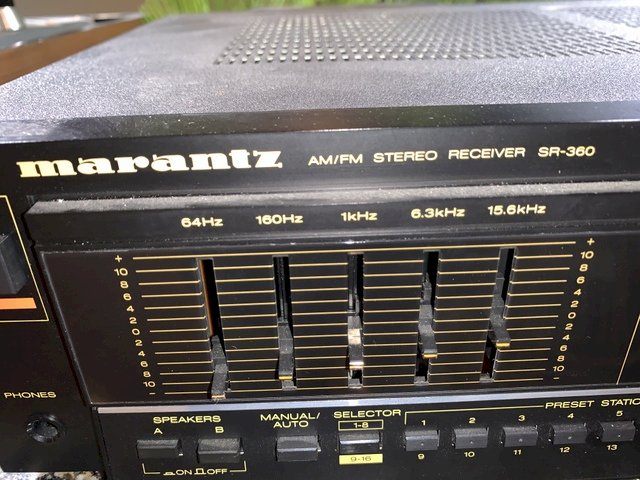 marantz AM/FM STEREO RECEIVER SR-360
64Hz 160Hz 1kHz 6.3kHz 15.6kHz
+ +
10 10
8 8
6 6
4 4
2 2
0 0
2 2
4 4
6 6
8 8
10 10
- -
PHONES
SPEAKERS
A B
ON OFF
MANUAL/
AUTO
SELECTOR
1-8
9-16
PRESET
1 2 3 4 5
9 10 11 12 13